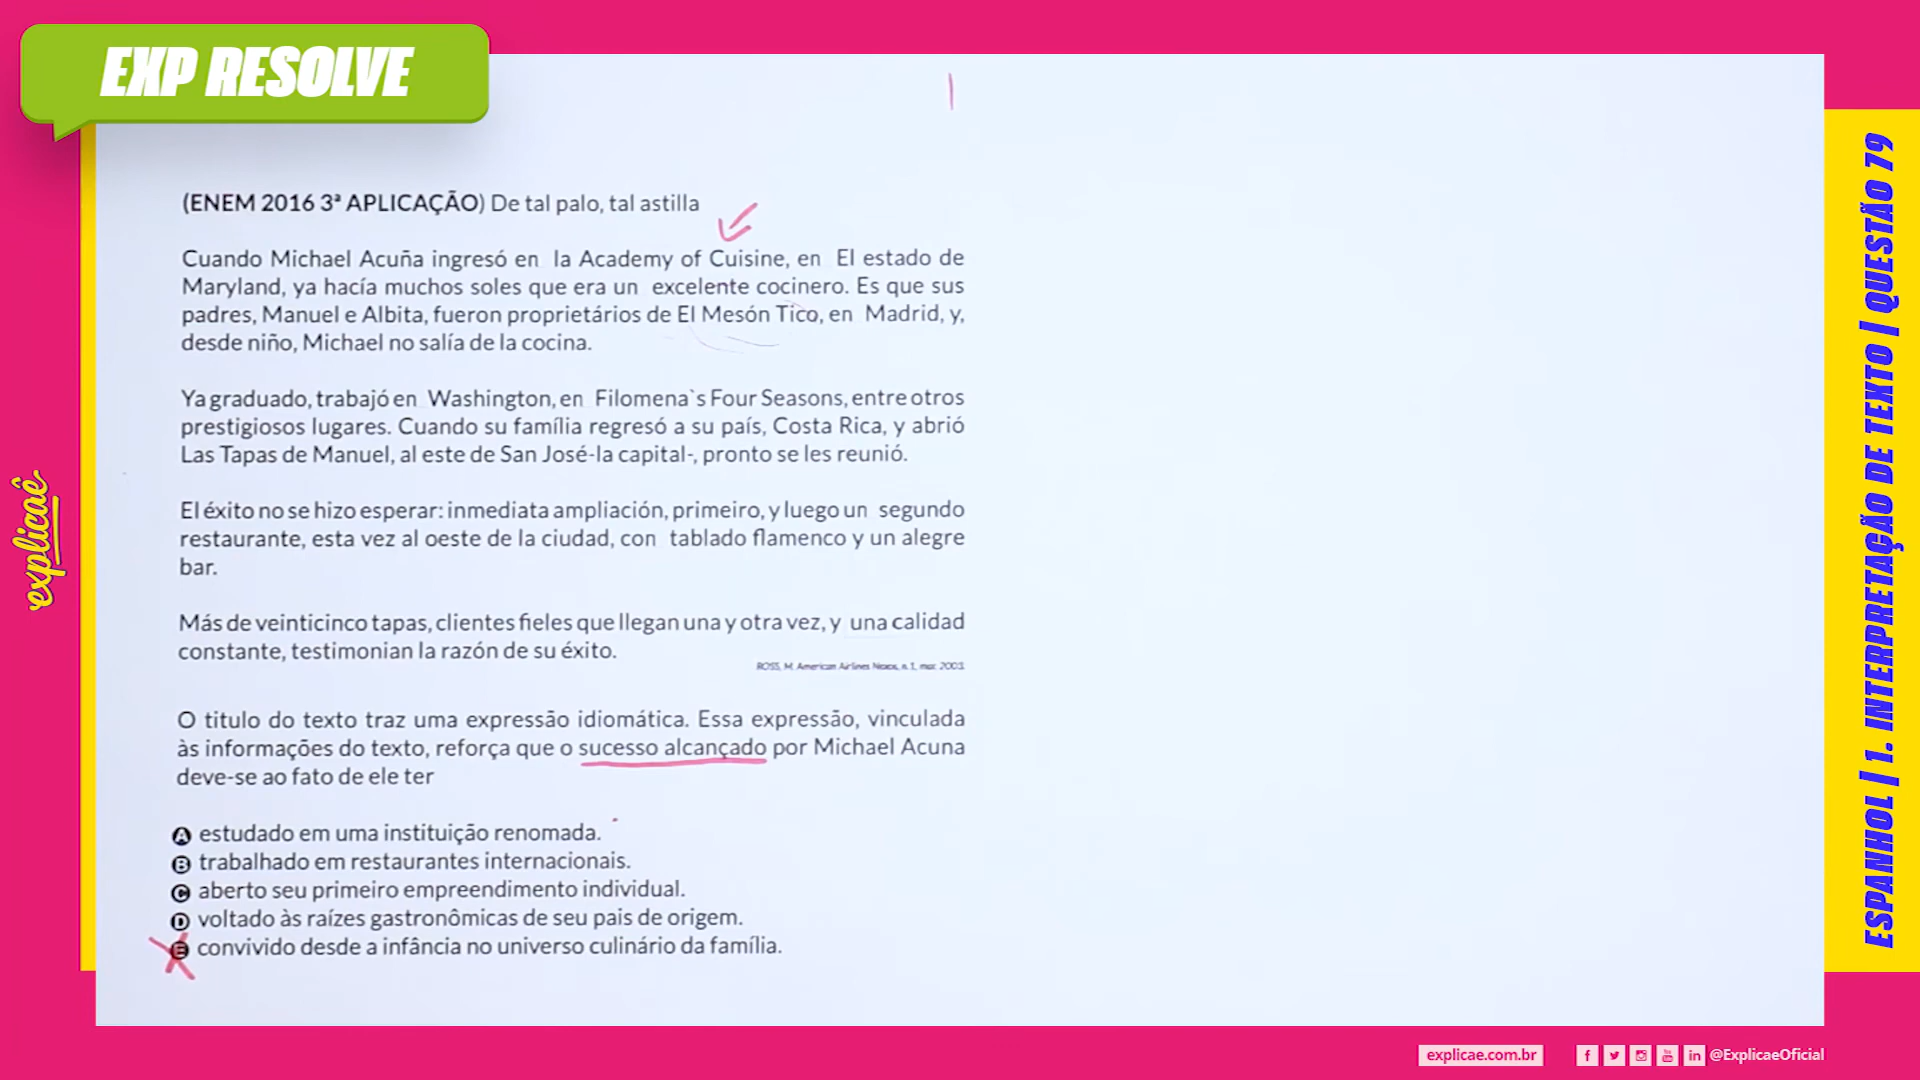 EXP RESOLVE
(ENEM 2016 3ª APLICAÇÃO) De tal palo, tal astilla
Cuando Michael Acuña ingresó en la Academy of Cuisine, en El estado de
Maryland, ya hacía muchos soles que era un excelente cocinero. Es que sus
padres, Manuel e Albita, fueron proprietários de El Mesón Tico, en Madrid, y,
desde niño, Michael no salía de la cocina.
Ya graduado, trabajó en Washington, en Filomena`s Four Seasons, entre otros
prestigiosos lugares. Cuando su família regresó a su país, Costa Rica, y abrió
Las Tapas de Manuel, al este de San José-la capital-, pronto se les reunió.
El éxito no se hizo esperar: inmediata ampliación, primero, y luego un segundo
restaurante, esta vez al oeste de la ciudad, con tablado flamenco y un alegre
bar.
Más de veinticinco tapas, clientes fieles que llegan una y otra vez, y una calidad
constante, testimonian la razón de su éxito.
ROSS, M. American Airlines Nexos, n. 1, mar. 2003.
O titulo do texto traz uma expressão idiomática. Essa expressão, vinculada
às informações do texto, reforça que o sucesso alcançado por Michael Acuna
deve-se ao fato de ele ter
A estudado em uma instituição renomada.
B trabalhado em restaurantes internacionais.
C aberto seu primeiro empreendimento individual.
D voltado às raízes gastronômicas de seu pais de origem.
E convivido desde a infância no universo culinário da família.
explicaê
ESPANHOL | 1. INTERPRETAÇÃO DE TEXTO | QUESTÃO 79
explicae.com.br
@ExplicaeOficial